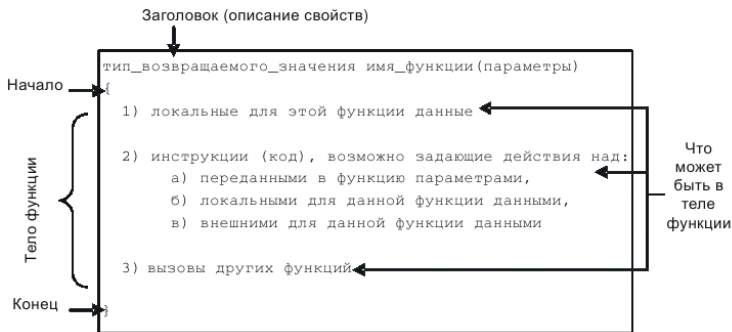 Заголовок (описание свойств)
тип_возвращаемого_значения имя_функции(параметры)
Начало
{
1) локальные для этой функции данные
2) инструкции (код), возможно задающие действия над:
а) переданными в функцию параметрами,
б) локальными для данной функции данными,
в) внешними для данной функции данными
3) вызовы других функций
Конец
}
Тело функции
Что
может
быть в
теле
функции